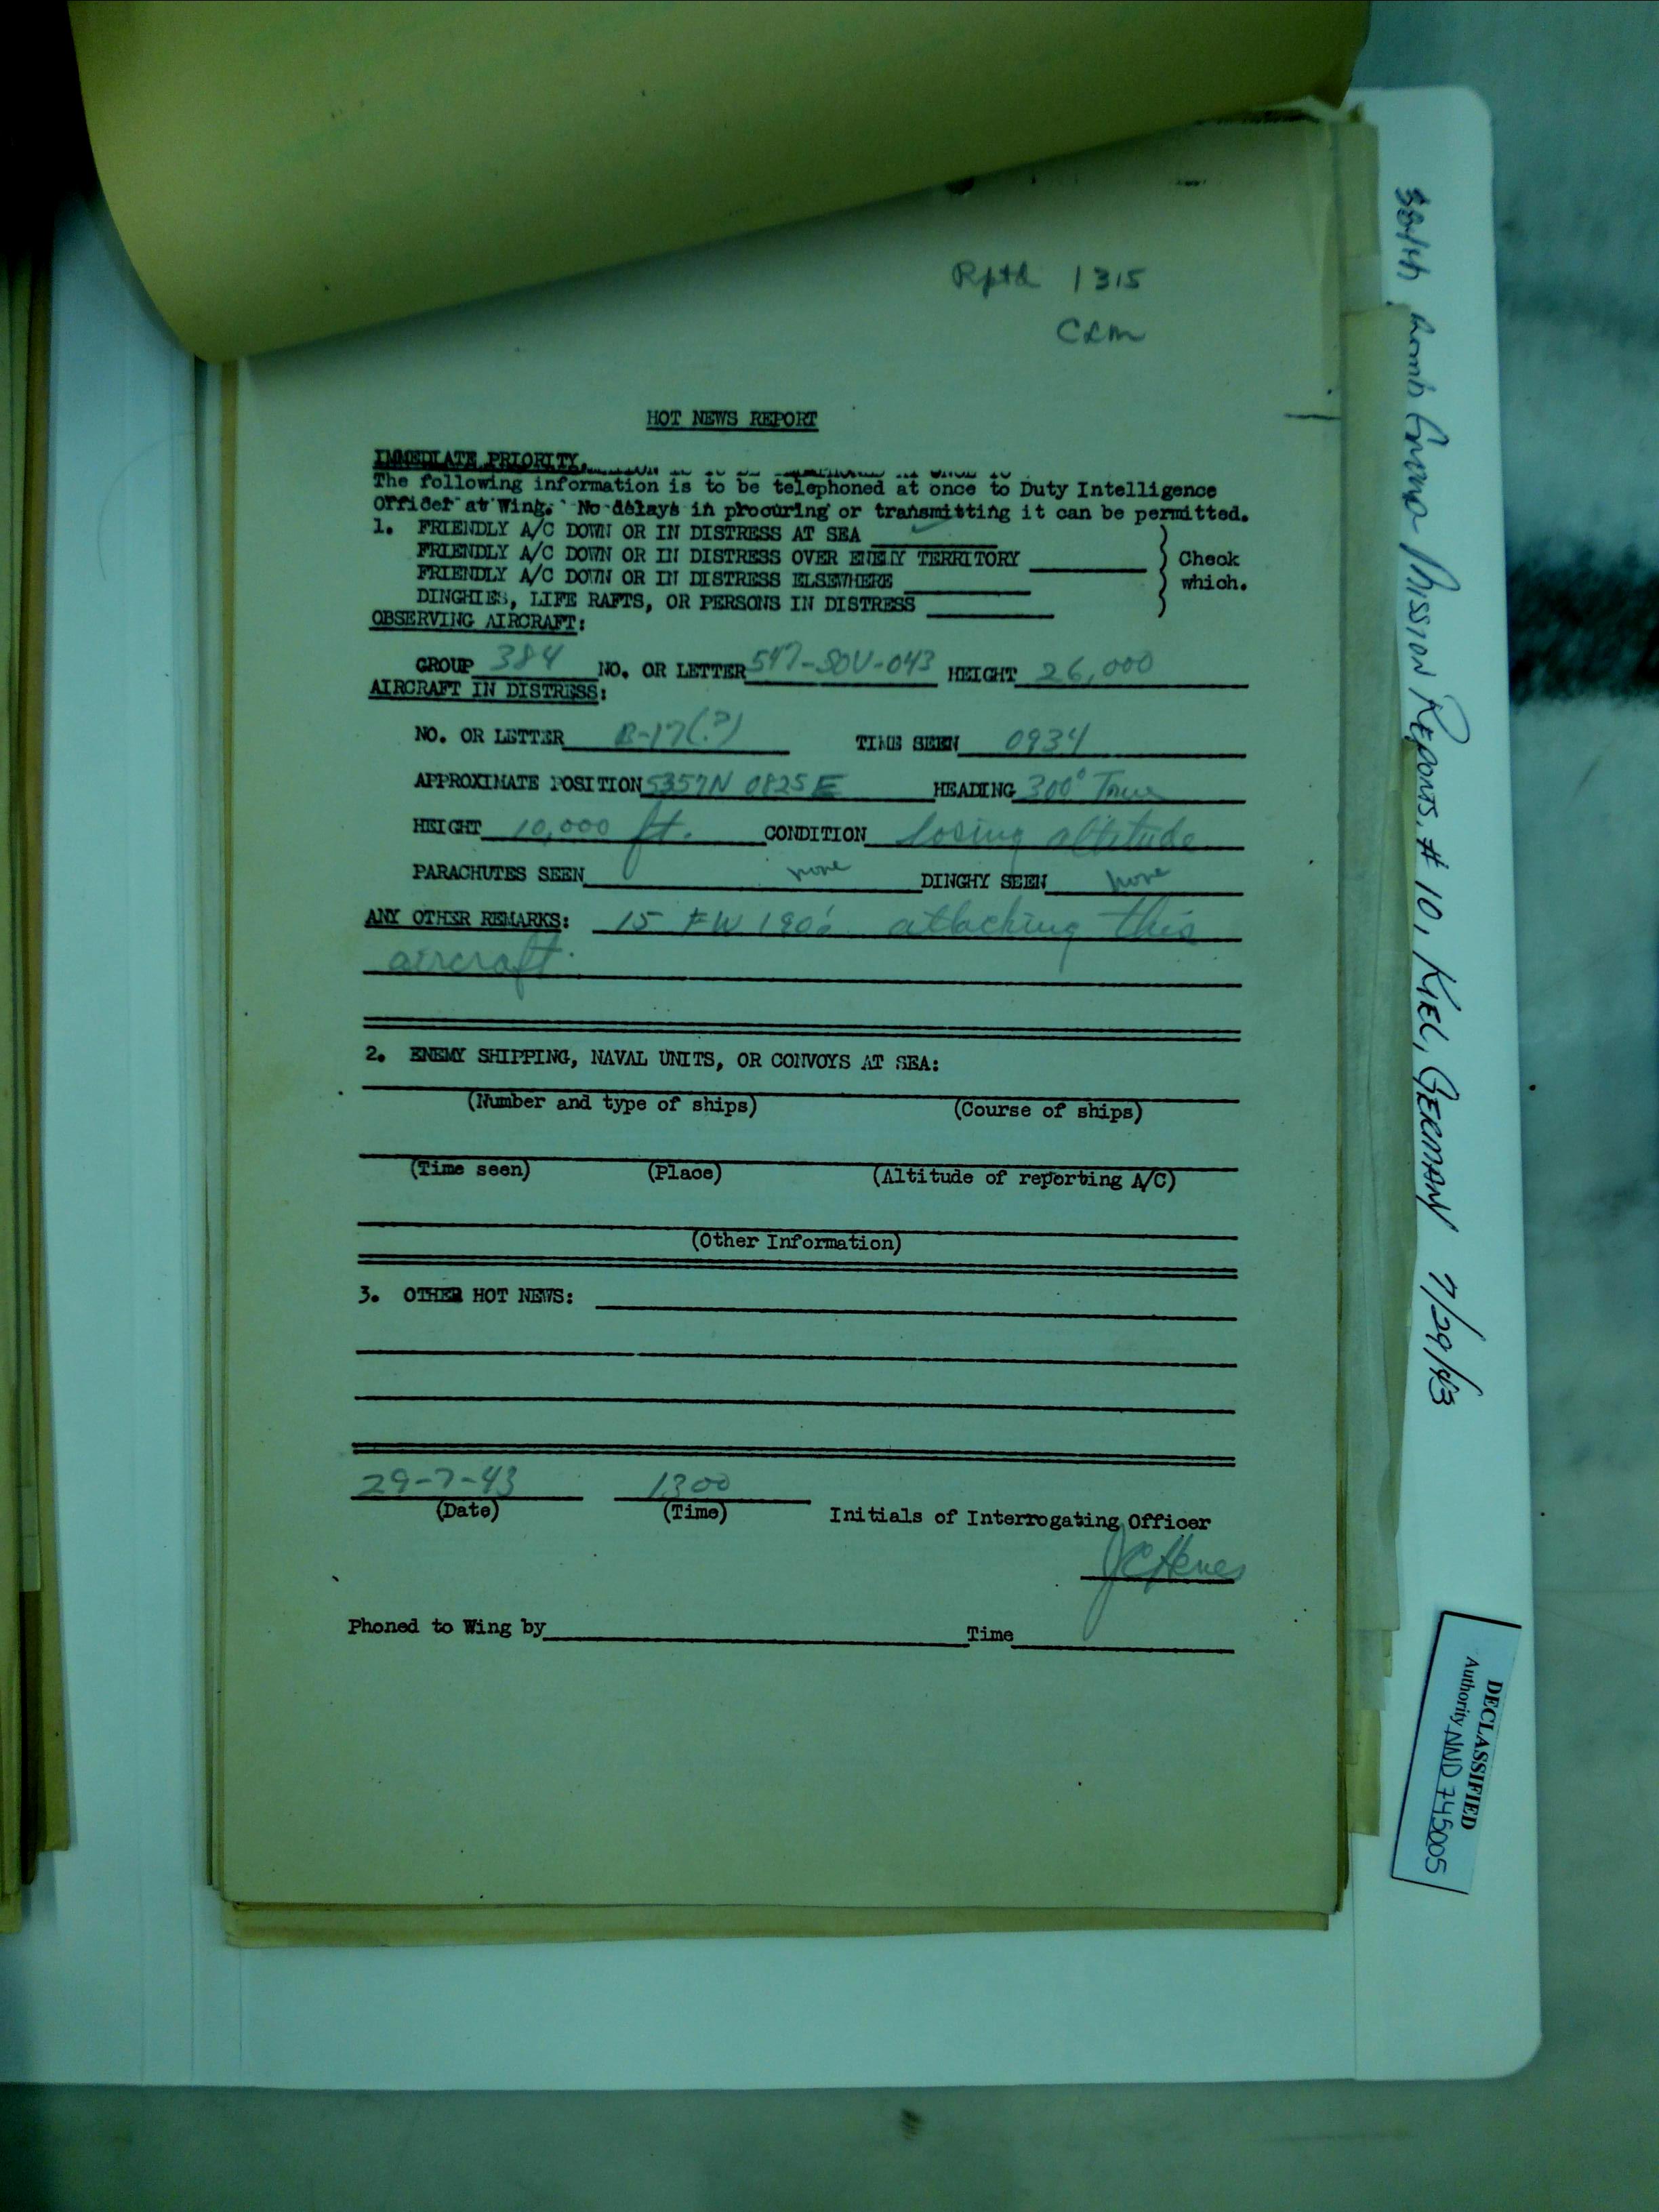 Rptd 1315
CLM
HOT NEWS REPORT
IMMEDIATE PRIORITY.
The following information is to be telephoned at once to Duty Intelligence
Officer at Wing. No delays in procuring or transmitting it can be permitted.
1. FRIENDLY A/C DOWN OR IN DISTRESS AT SEA ✓
FRIENDLY A/C DOWN OR IN DISTRESS OVER ENEMY TERRITORY
FRIENDLY A/C DOWN OR IN DISTRESS ELSEWHERE
DINGHIES, LIFE RAFTS, OR PERSONS IN DISTRESS
Check
which.
OBSERVING AIRCRAFT:
GROUP 384 NO. OR LETTER 547-SOV-043 HEIGHT 26,000
AIRCRAFT IN DISTRESS:
NO. OR LETTER B-17(?) TIME SEEN 0934
APPROXIMATE POSITION 5357N 0825E HEADING 300° True
HEIGHT 10,000 ft. CONDITION losing altitude
PARACHUTES SEEN none DINGHY SEEN none
ANY OTHER REMARKS: 15 FW 190's attacking this
aircraft.
2. ENEMY SHIPPING, NAVAL UNITS, OR CONVOYS AT SEA:
(Number and type of ships) (Course of ships)
(Time seen) (Place) (Altitude of reporting A/C)
(Other Information)
3. OTHER HOT NEWS:
29-7-43 1300
(Date) (Time) Initials of Interrogating Officer
Phoned to Wing by Time
384th Bomb Group Mission Reports, # 10, KIEL, GERMANY 7/29/43
DECLASSIFIED
Authority NND 745005